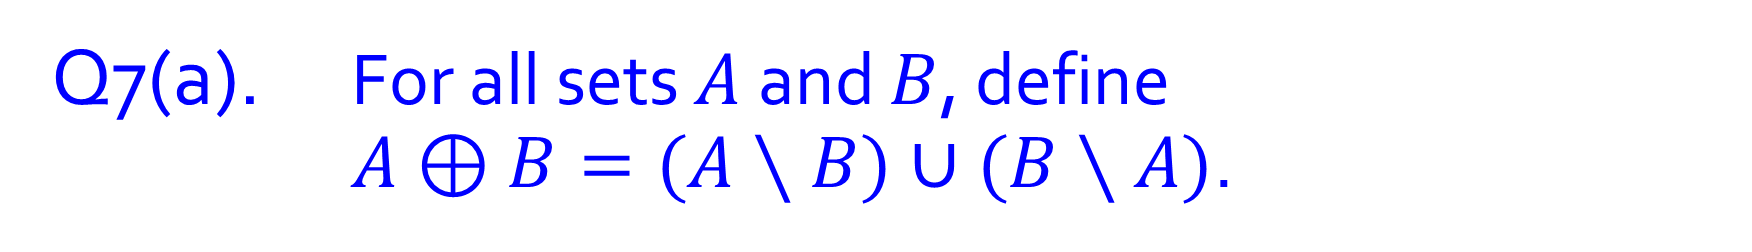 Q7(a). For all sets 𝐴 and 𝐵, define
𝐴 ⊕ 𝐵 = (𝐴 \ 𝐵) ∪ (𝐵 \ 𝐴).